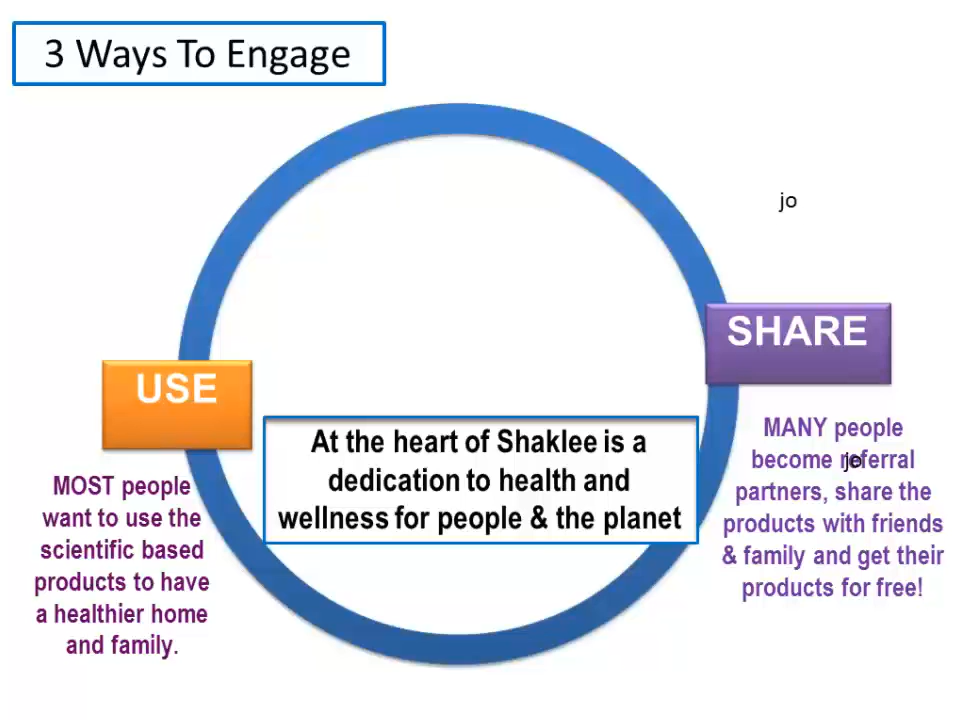 3 Ways To Engage
jo
SHARE
USE
At the heart of Shaklee is a
dedication to health and
wellness for people & the planet
MOST people
want to use the
scientific based
products to have
a healthier home
and family.
MANY people
become referral
jo
partners, share the
products with friends
& family and get their
products for free!